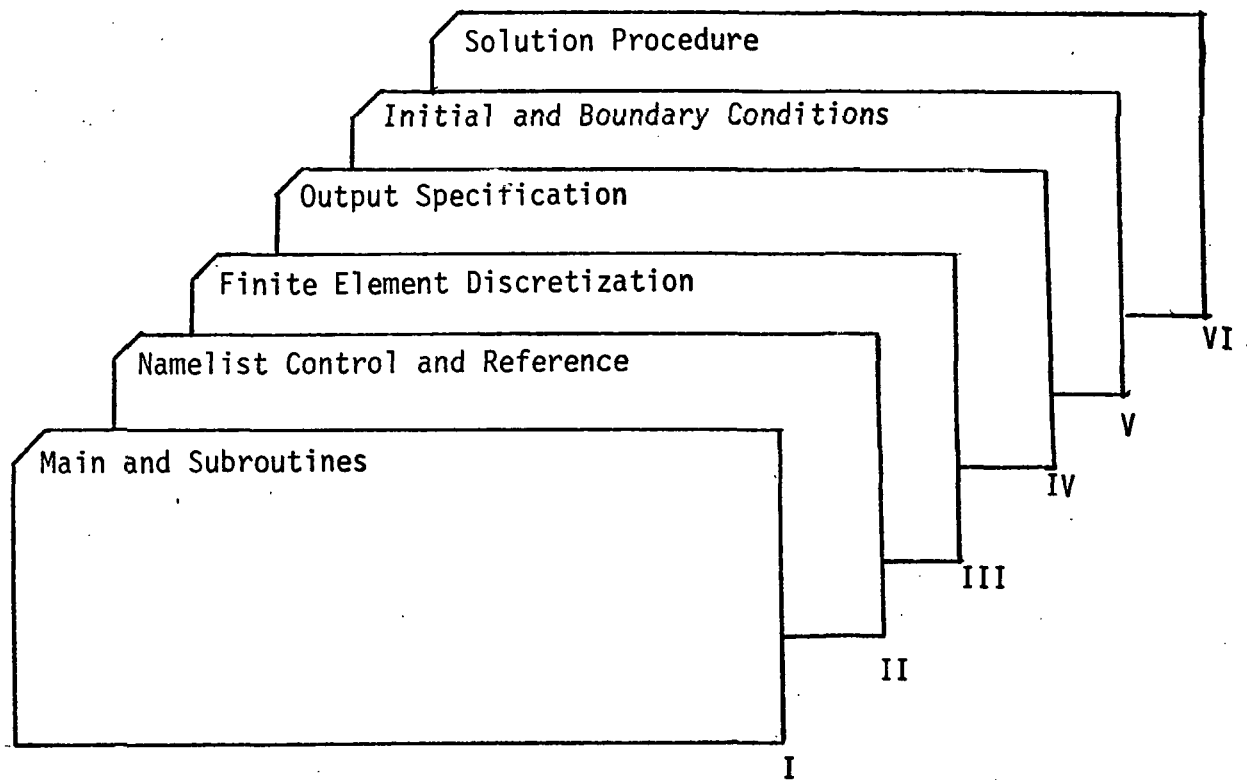 Solution Procedure
Initial and Boundary Conditions
Output Specification
Finite Element Discretization
Namelist Control and Reference
Main and Subroutines
VI
V
IV
III
II
I